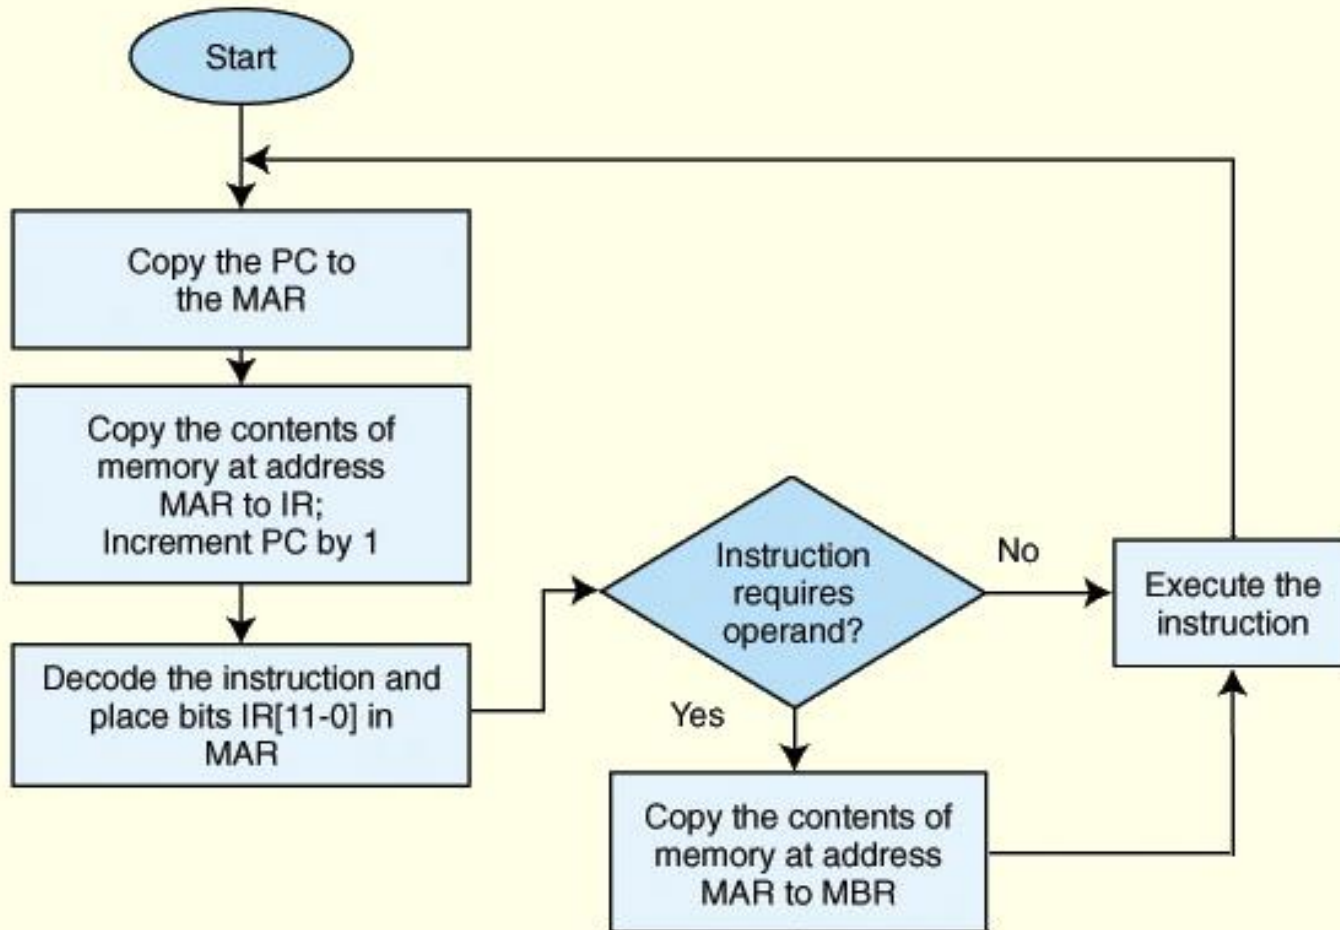 Start
Copy the PC to
the MAR
Copy the contents of
memory at address
MAR to IR;
Increment PC by 1
Decode the instruction and
place bits IR[11-0] in
MAR
Instruction
requires
operand?
No
Yes
Execute the
instruction
Copy the contents of
memory at address
MAR to MBR